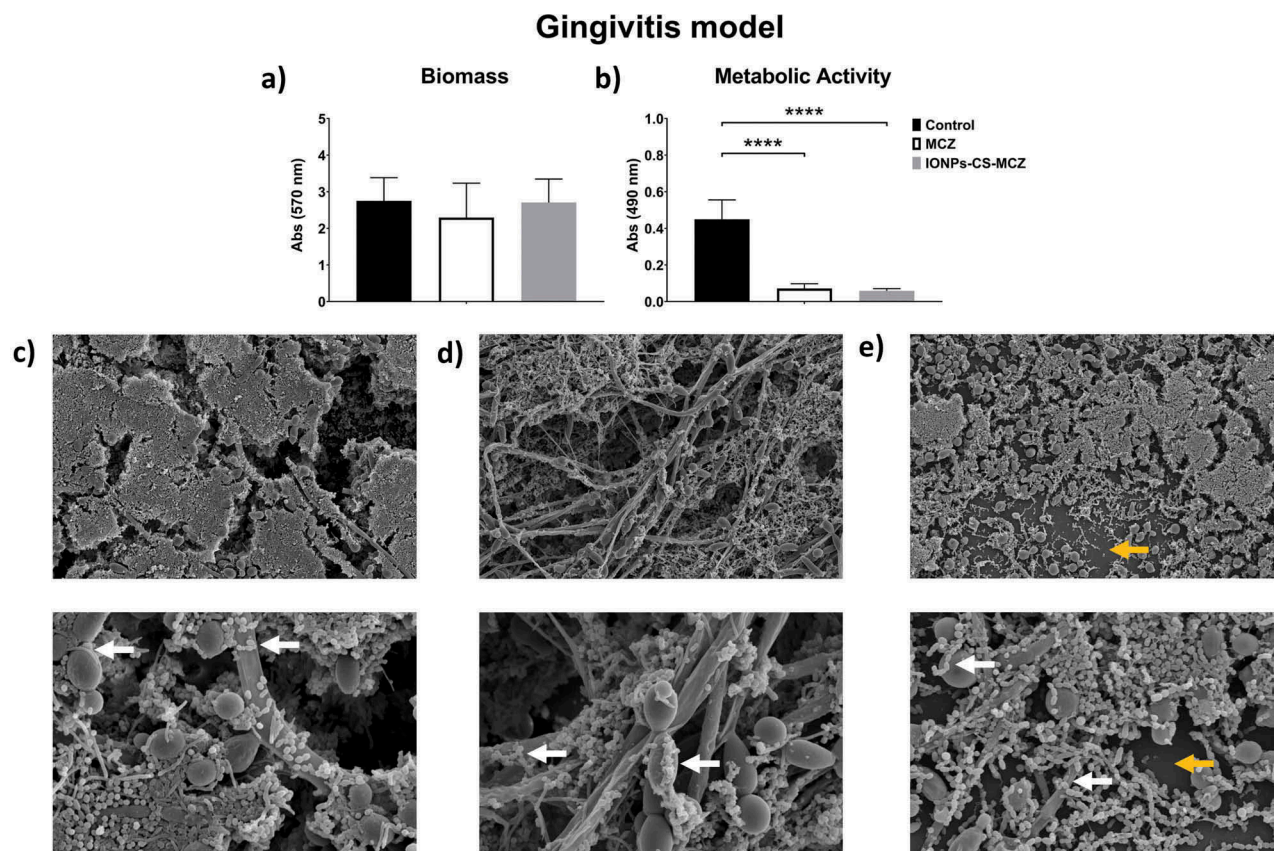 Gingivitis model
a)
Biomass
Abs (570 nm)
5
4
3
2
1
0
b)
Metabolic Activity
Abs (490 nm)
1.0
0.8
0.6
0.4
0.2
0.0
****
****
Control
MCZ
IONPs-CS-MCZ
c)
d)
e)